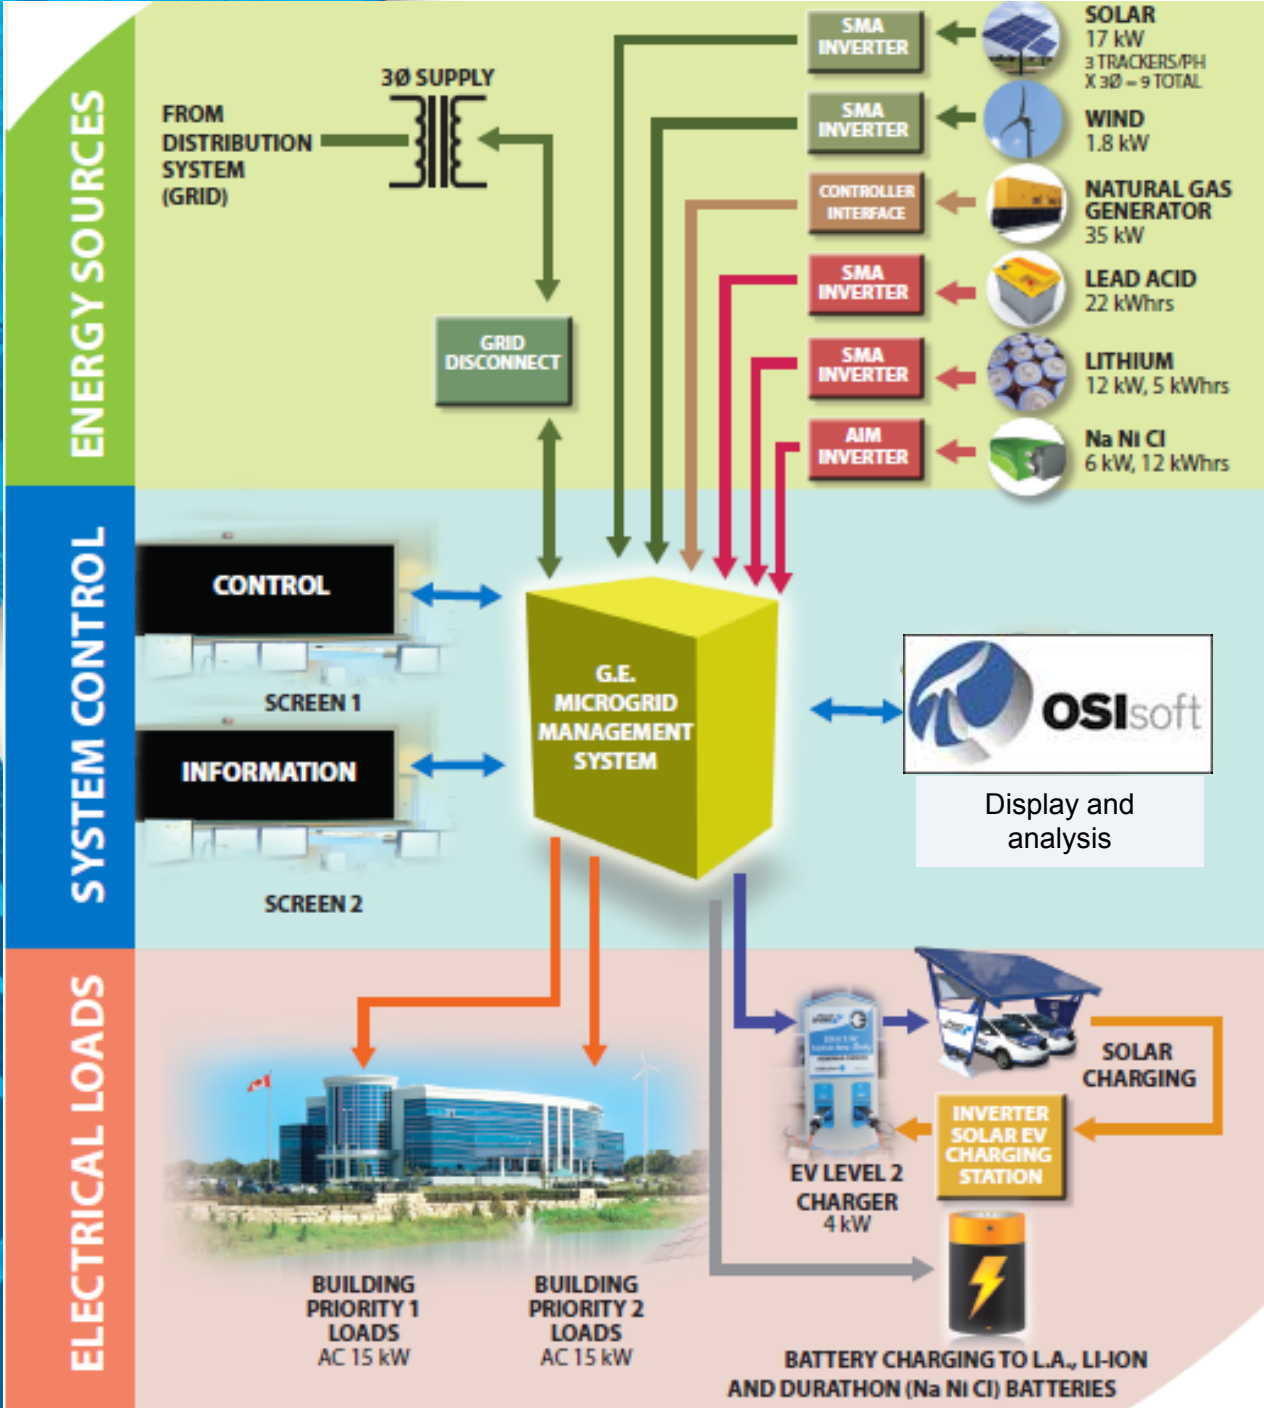 ENERGY SOURCES
FROM
DISTRIBUTION
SYSTEM
(GRID)
3Ø SUPPLY
GRID
DISCONNECT
SMA
INVERTER
SOLAR
17 kW
3 TRACKERS/PH
X 3Ø = 9 TOTAL
SMA
INVERTER
WIND
1.8 kW
CONTROLLER
INTERFACE
NATURAL GAS
GENERATOR
35 kW
SMA
INVERTER
LEAD ACID
22 kWhrs
SMA
INVERTER
LITHIUM
12 kW, 5 kWhrs
AIM
INVERTER
Na Ni Cl
6 kW, 12 kWhrs
SYSTEM CONTROL
CONTROL
SCREEN 1
INFORMATION
SCREEN 2
G.E.
MICROGRID
MANAGEMENT
SYSTEM
OSIsoft
Display and
analysis
ELECTRICAL LOADS
BUILDING
PRIORITY 1
LOADS
AC 15 kW
BUILDING
PRIORITY 2
LOADS
AC 15 kW
EV LEVEL 2
CHARGER
4 kW
SOLAR
CHARGING
INVERTER
SOLAR EV
CHARGING
STATION
BATTERY CHARGING TO L.A., LI-ION
AND DURATHON (Na Ni Cl) BATTERIES